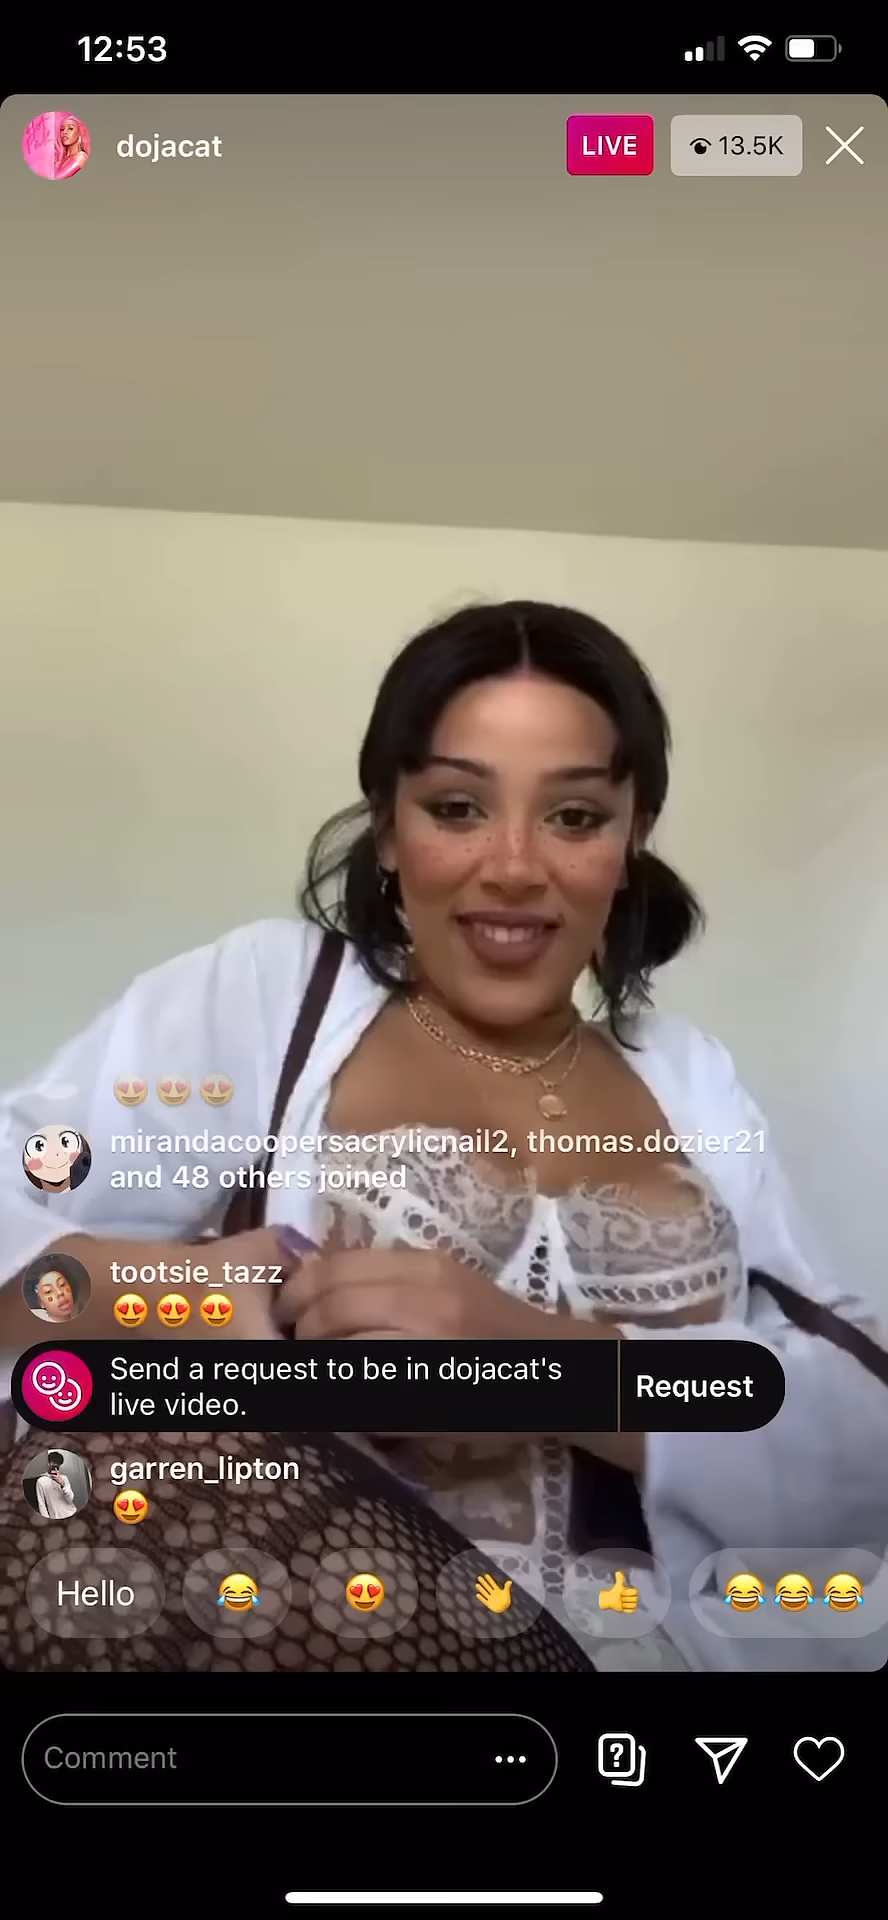 12:53
dojacat
LIVE
13.5K
😍😍😍
mirandacoopersacrylicnail2, thomas.dozier21
and 48 others joined
tootsie_tazz
😍😍😍
Send a request to be in dojacat's
live video.
Request
garren_lipton
😍
Hello 😂 😍 👋 👍 😂😂😂
Comment